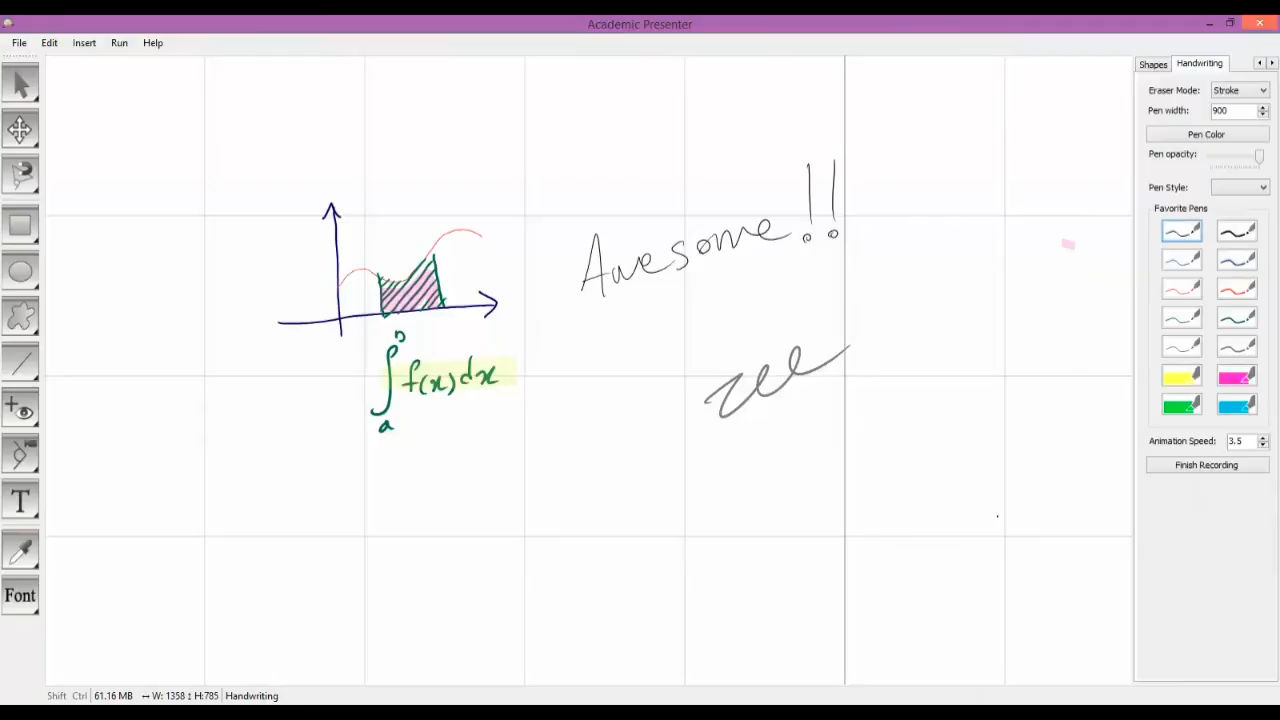 Academic Presenter
File Edit Insert Run Help
Shapes Handwriting
Eraser Mode: Stroke
Pen width: 900
Pen Color
Pen opacity:
Pen Style:
Favorite Pens
Awesome!!
∫ f(x)dx
a
T
Font
Animation Speed: 3.5
Finish Recording
Shift Ctrl 61.16 MB ↔ W: 1358 ↕ H:785 Handwriting